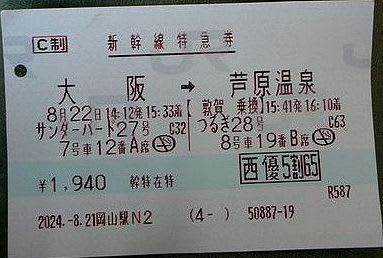 C制 新幹線特急券
大阪 → 芦原温泉
8月22日(14:12発 15:33着)【 敦賀 乗換 】(15:41発 16:10着)
サンダーバード27号 C32 つるぎ28号 C63
7号車12番A席 8号車19番B席
西 優5割65
¥1,940 幹特在特
R587
2024.-8.21岡山駅N2 (4- ) 50887-19